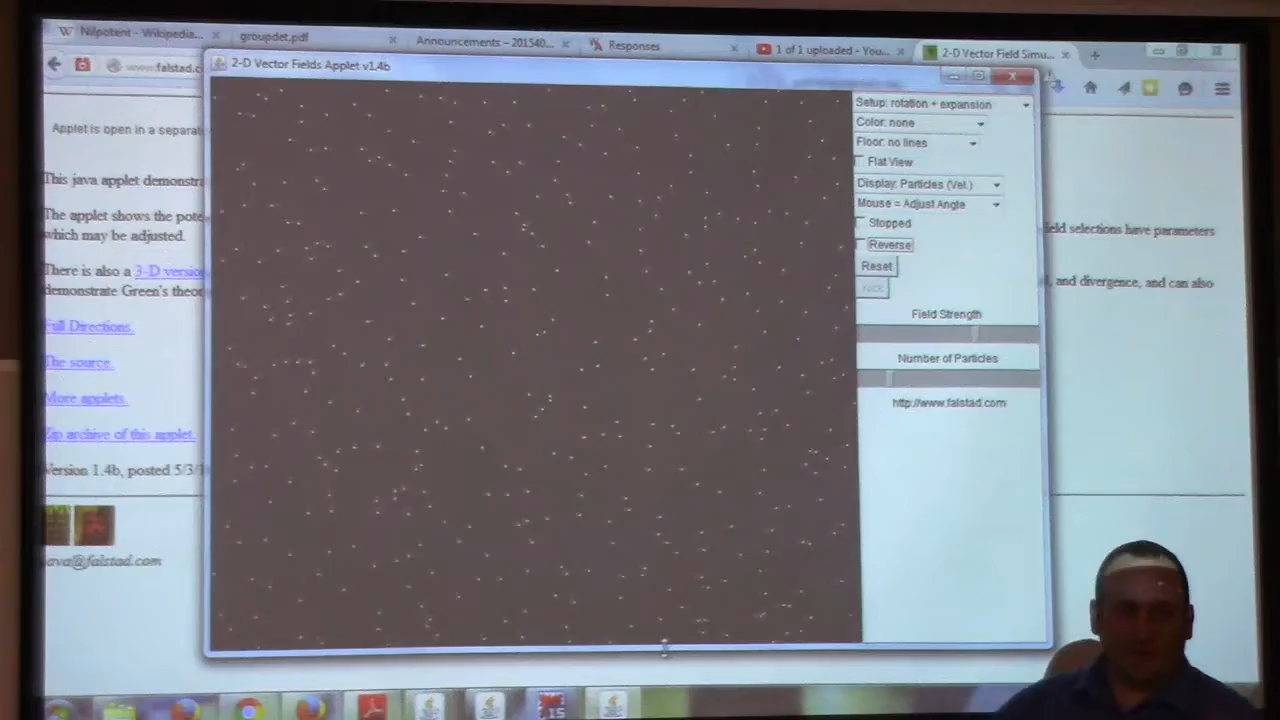 Nilpotent - Wikipedia...
groupdet.pdf
Announcements – 201540...
Responses
1 of 1 uploaded - You...
2-D Vector Field Simu...
www.falstad.c
2-D Vector Fields Applet v1.4b
Applet is open in a separat
This java applet demonstra
The applet shows the pote
ield selections have parameters
which may be adjusted.
There is also a 3-D versio
, and divergence, and can also
demonstrate Green's theor
Full Directions.
The source.
More applets.
Zip archive of this applet.
Version 1.4b, posted 5/3/
java@falstad.com
Setup: rotation + expansion
Color: none
Floor: no lines
Flat View
Display: Particles (Vel.)
Mouse = Adjust Angle
Stopped
Reverse
Reset
Field Strength
Number of Particles
http://www.falstad.com